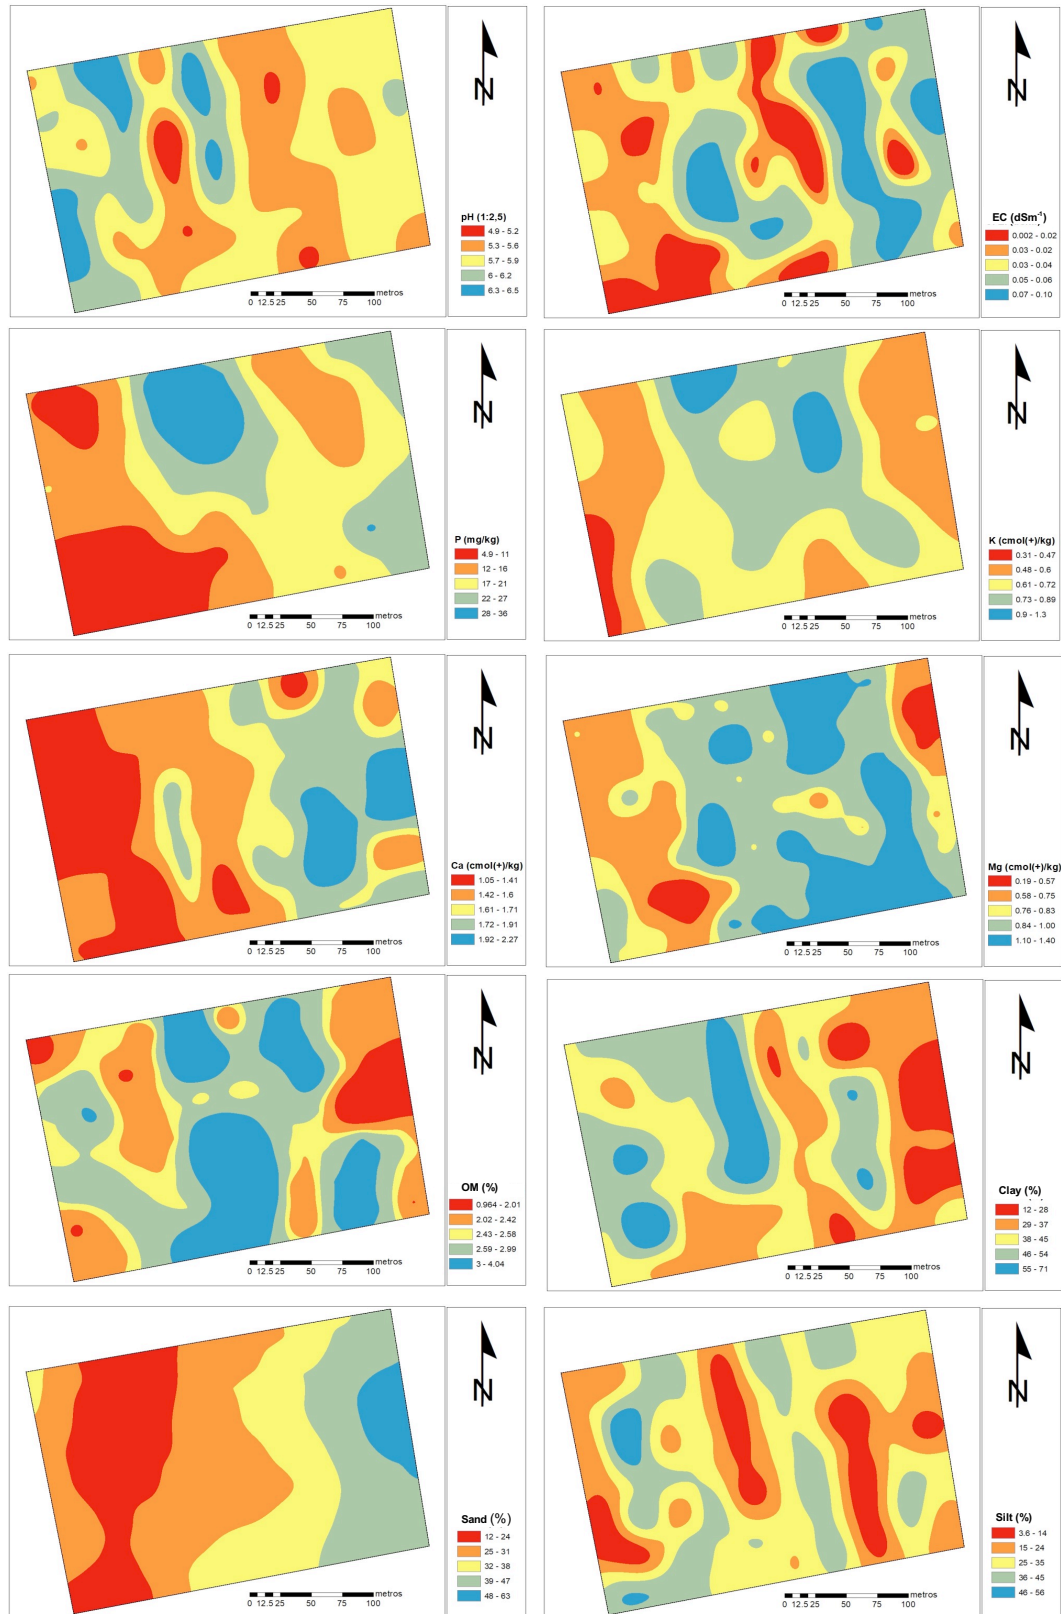 N
pH (1:2,5)
4.9 - 5.2
5.3 - 5.6
5.7 - 5.9
6 - 6.2
6.3 - 6.5
0 12.5 25 50 100 metros
N
EC (dSm⁻¹)
0.002 - 0.02
0.03 - 0.02
0.03 - 0.04
0.05 - 0.06
0.07 - 0.10
0 12.5 25 50 100 metros
N
P (mg/kg)
4.9 - 11
12 - 16
17 - 21
22 - 27
28 - 36
0 12.5 25 50 100 metros
N
K (cmol(+)/kg)
0.31 - 0.47
0.48 - 0.6
0.61 - 0.72
0.73 - 0.89
0.9 - 1.3
0 12.5 25 50 100 metros
N
Ca (cmol(+)/kg)
1.05 - 1.41
1.42 - 1.6
1.61 - 1.71
1.72 - 1.91
1.92 - 2.27
0 12.5 25 50 100 metros
N
Mg (cmol(+)/kg)
0.19 - 0.57
0.58 - 0.75
0.76 - 0.83
0.84 - 1.00
1.10 - 1.40
0 12.5 25 50 100 metros
N
OM (%)
0.964 - 2.01
2.02 - 2.42
2.43 - 2.58
2.59 - 2.99
3 - 4.04
0 12.5 25 50 100 metros
N
Clay (%)
12 - 28
29 - 37
38 - 45
46 - 54
55 - 71
0 12.5 25 50 100 metros
N
Sand (%)
12 - 24
25 - 31
32 - 38
39 - 47
48 - 63
0 12.5 25 50 100 metros
N
Silt (%)
3.6 - 14
15 - 24
25 - 35
36 - 45
46 - 56
0 12.5 25 50 100 metros